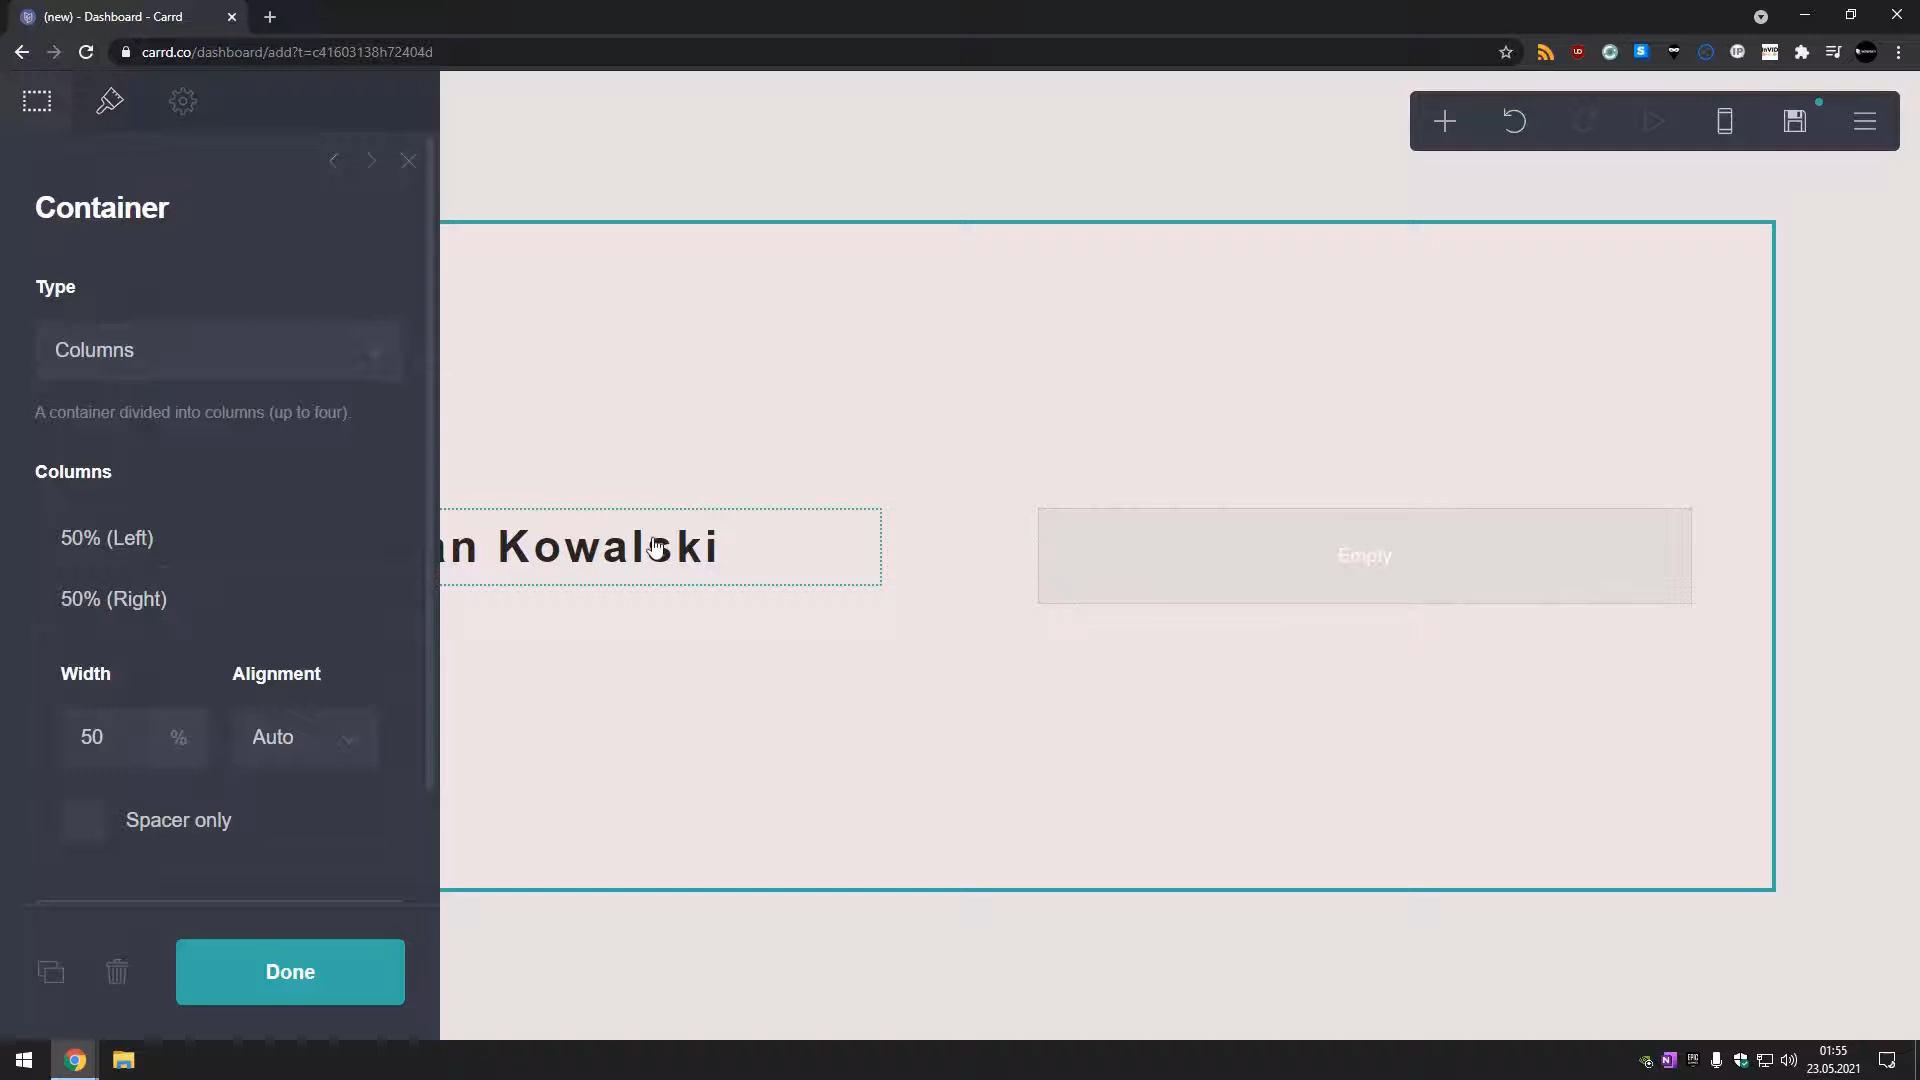 (new) - Dashboard - Carrd
carrd.co/dashboard/add?t=c41603138h72404d
Container
Type
Columns
A container divided into columns (up to four).
Columns
50% (Left)
50% (Right)
Width
Alignment
50 %
Auto
Spacer only
Done
an Kowalski
Empty
01:55
23.05.2021